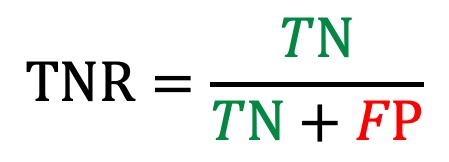 TNR = TN / TN + FP